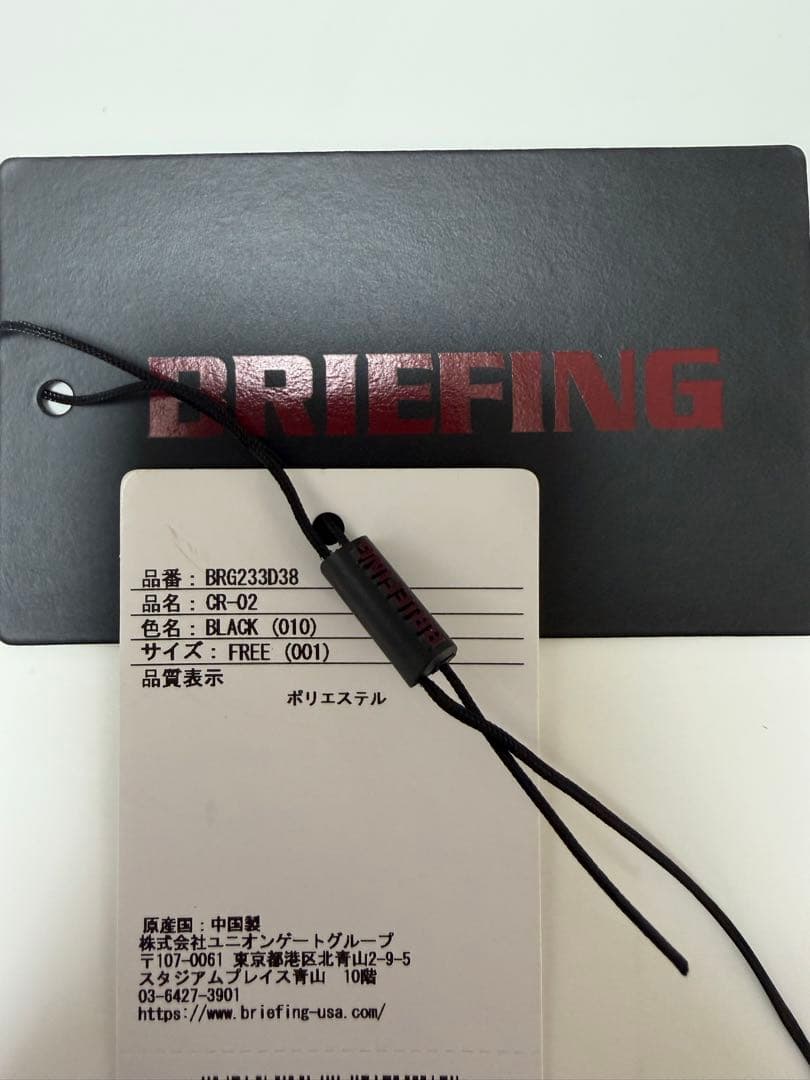 BRIEFING
BRIEFING
品番：BRG233D38
品名：CR-02
色名：BLACK (010)
サイズ：FREE (001)
品質表示
ポリエステル
原産国：中国製
株式会社ユニオンゲートグループ
〒107-0061 東京都港区北青山2-9-5
スタジアムプレイス青山　10階
03-6427-3901
https://www.briefing-usa.com/